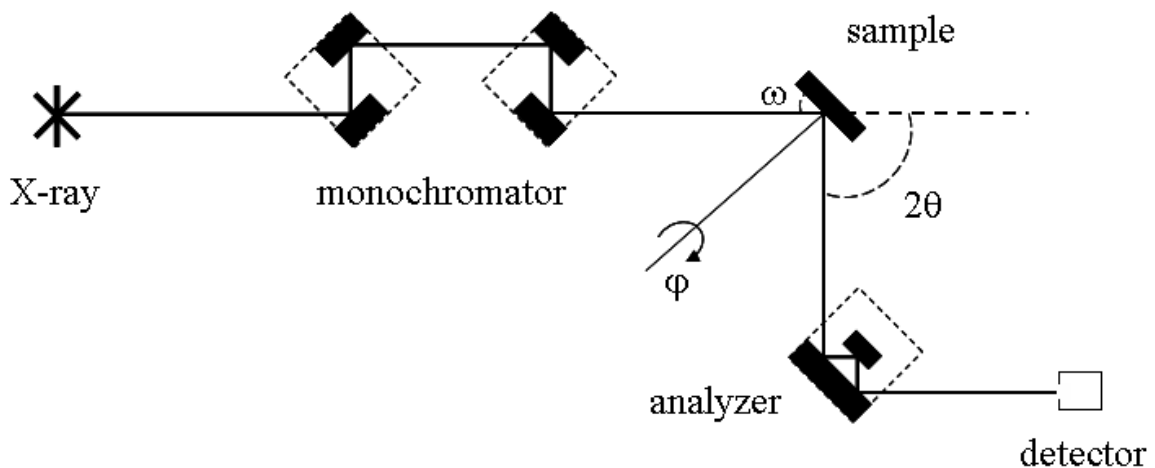 sample
ω
X-ray
monochromator
2θ
φ
analyzer
detector